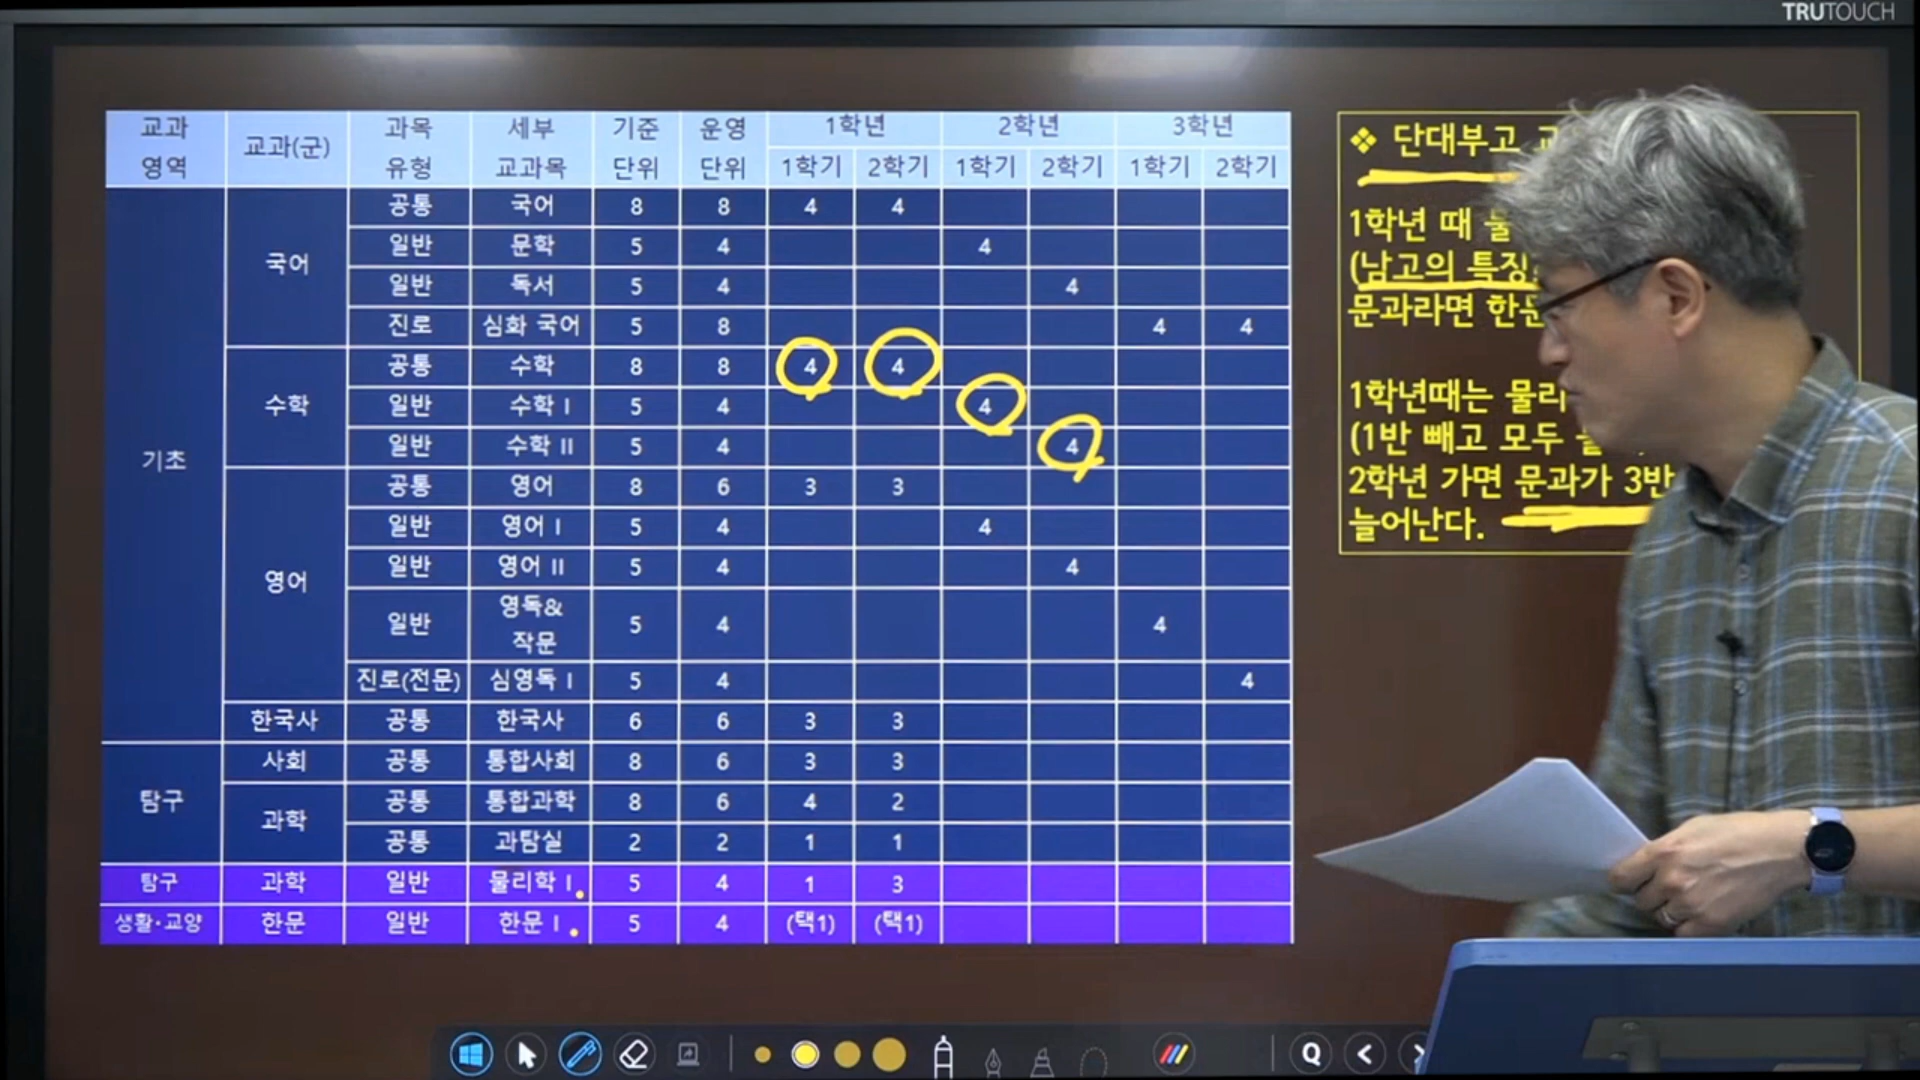 TRUTOUCH
교과 영역 교과(군) 과목 유형 세부 교과목 기준 단위 운영 단위 1학년 2학년 3학년
1학기 2학기 1학기 2학기 1학기 2학기
기초 국어 공통 국어 8 8 4 4
일반 문학 5 4 4
일반 독서 5 4 4
진로 심화 국어 5 8 4 4
수학 공통 수학 8 8 4 4
일반 수학 I 5 4 4
일반 수학 II 5 4 4
영어 공통 영어 8 6 3 3
일반 영어 I 5 4 4
일반 영어 II 5 4 4
일반 영독& 작문 5 4 4
진로(전문) 심영독 I 5 4 4
한국사 공통 한국사 6 6 3 3
탐구 사회 공통 통합사회 8 6 3 3
과학 공통 통합과학 8 6 4 2
공통 과탐실 2 2 1 1
탐구 과학 일반 물리학 I 5 4 1 3
생활·교양 한문 일반 한문 I 5 4 (택1) (택1)
❖ 단대부고
1학년 때
(남고의 특징
문과라면
1학년때는 물리
(1반 빼고 모두
2학년 가면 문과가 3반
늘어난다.